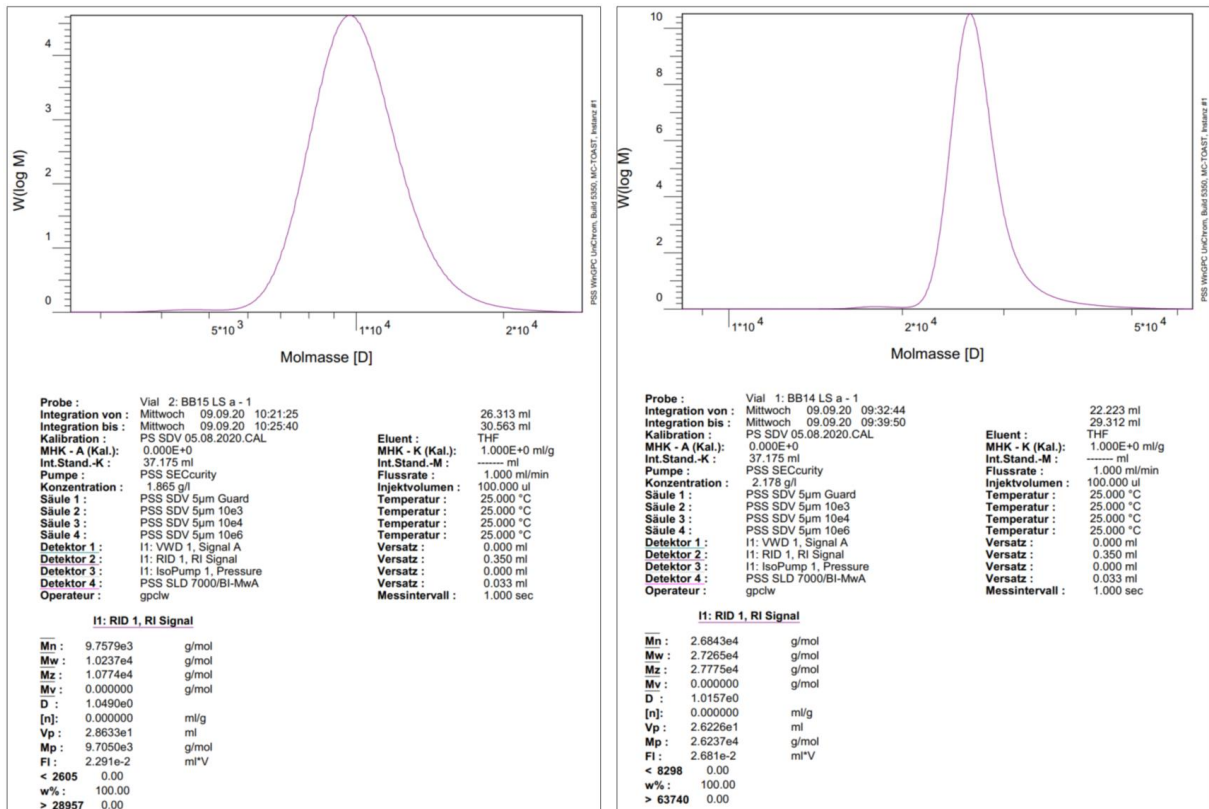 4
3
2
1
0
W(log M)
5*10 3
1*10 4
2*10 4
Molmasse [D]
PSS WinGPC UniChrom, Build 5350, MC-TOAST, Instanz #1
Probe : Vial 2: BB15 LS a - 1
Integration von : Mittwoch 09.09.20 10:21:25 26.313 ml
Integration bis : Mittwoch 09.09.20 10:25:40 30.563 ml
Kalibration : PS SDV 05.08.2020.CAL Eluent : THF
MHK - A (Kal.): 0.000E+0 MHK - K (Kal.): 1.000E+0 ml/g
Int.Stand.-K : 37.175 ml Int.Stand.-M : ------- ml
Pumpe : PSS SECcurity Flussrate : 1.000 ml/min
Konzentration : 1.865 g/l Injektvolumen : 100.000 ul
Säule 1 : PSS SDV 5µm Guard Temperatur : 25.000 °C
Säule 2 : PSS SDV 5µm 10e3 Temperatur : 25.000 °C
Säule 3 : PSS SDV 5µm 10e4 Temperatur : 25.000 °C
Säule 4 : PSS SDV 5µm 10e6 Temperatur : 25.000 °C
Detektor 1 : I1: VWD 1, Signal A Versatz : 0.000 ml
Detektor 2 : I1: RID 1, RI Signal Versatz : 0.350 ml
Detektor 3 : I1: IsoPump 1, Pressure Versatz : 0.000 ml
Detektor 4 : PSS SLD 7000/BI-MwA Versatz : 0.033 ml
Operateur : gpclw Messintervall : 1.000 sec
I1: RID 1, RI Signal
Mn : 9.7579e3 g/mol
Mw : 1.0237e4 g/mol
Mz : 1.0774e4 g/mol
Mv : 0.000000 g/mol
D : 1.0490e0
[n]: 0.000000 ml/g
Vp : 2.8633e1 ml
Mp : 9.7050e3 g/mol
Fl : 2.291e-2 ml*V
< 2605 0.00
w% : 100.00
> 28957 0.00
10
8
6
4
2
0
W(log M)
1*10 4
2*10 4
5*10 4
Molmasse [D]
PSS WinGPC UniChrom, Build 5350, MC-TOAST, Instanz #1
Probe : Vial 1: BB14 LS a - 1
Integration von : Mittwoch 09.09.20 09:32:44 22.223 ml
Integration bis : Mittwoch 09.09.20 09:39:50 29.312 ml
Kalibration : PS SDV 05.08.2020.CAL Eluent : THF
MHK - A (Kal.): 0.000E+0 MHK - K (Kal.): 1.000E+0 ml/g
Int.Stand.-K : 37.175 ml Int.Stand.-M : ------- ml
Pumpe : PSS SECcurity Flussrate : 1.000 ml/min
Konzentration : 2.178 g/l Injektvolumen : 100.000 ul
Säule 1 : PSS SDV 5µm Guard Temperatur : 25.000 °C
Säule 2 : PSS SDV 5µm 10e3 Temperatur : 25.000 °C
Säule 3 : PSS SDV 5µm 10e4 Temperatur : 25.000 °C
Säule 4 : PSS SDV 5µm 10e6 Temperatur : 25.000 °C
Detektor 1 : I1: VWD 1, Signal A Versatz : 0.000 ml
Detektor 2 : I1: RID 1, RI Signal Versatz : 0.350 ml
Detektor 3 : I1: IsoPump 1, Pressure Versatz : 0.000 ml
Detektor 4 : PSS SLD 7000/BI-MwA Versatz : 0.033 ml
Operateur : gpclw Messintervall : 1.000 sec
I1: RID 1, RI Signal
Mn : 2.6843e4 g/mol
Mw : 2.7265e4 g/mol
Mz : 2.7775e4 g/mol
Mv : 0.000000 g/mol
D : 1.0157e0
[n]: 0.000000 ml/g
Vp : 2.6226e1 ml
Mp : 2.6237e4 g/mol
Fl : 2.681e-2 ml*V
< 8298 0.00
w% : 100.00
> 63740 0.00